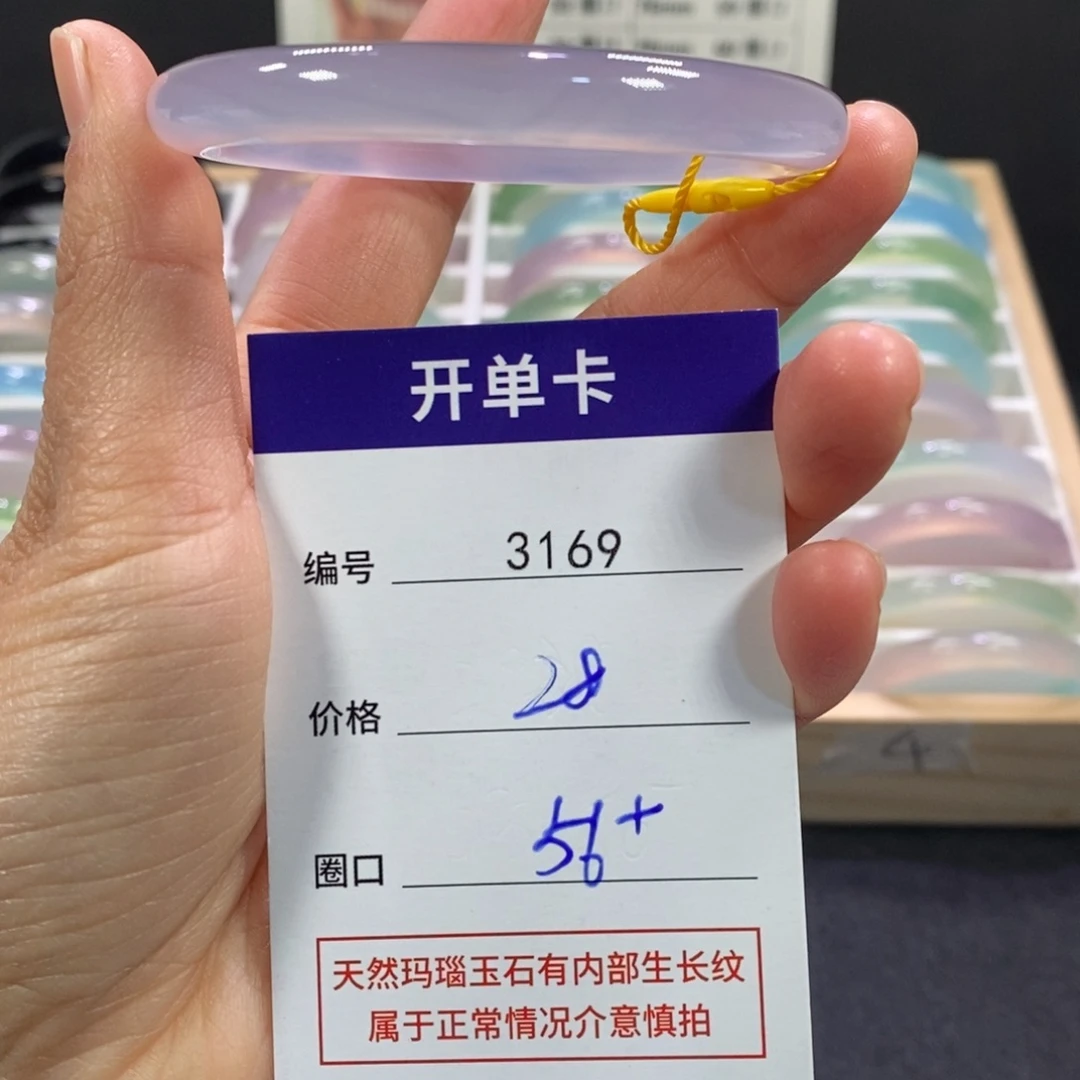 开单卡
编号 3169
价格 28
圈口 56+
天然玛瑙玉石有内部生长纹
属于正常情况介意慎拍
4